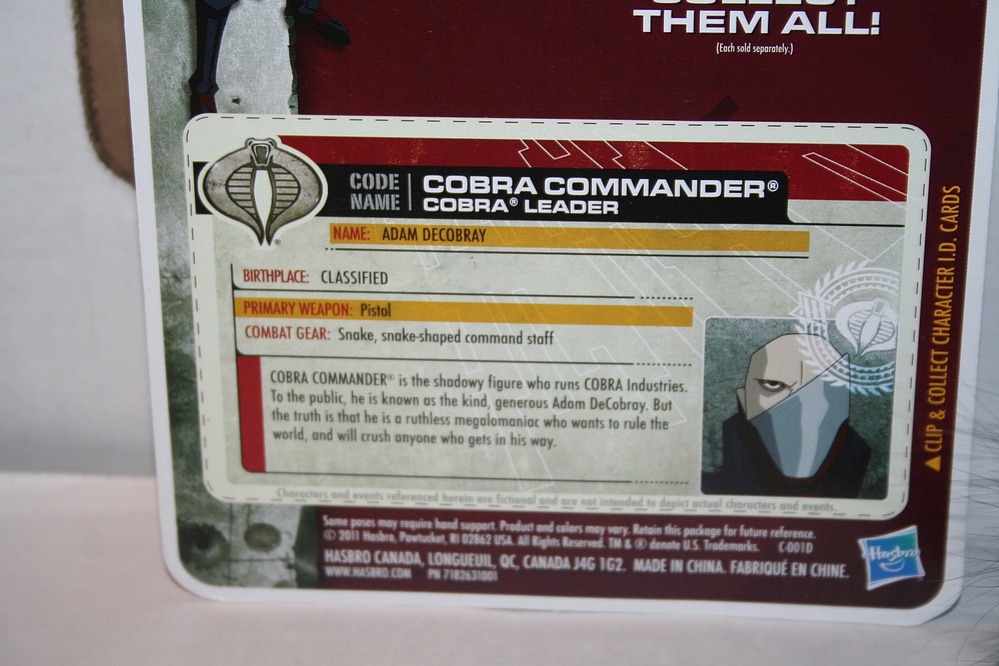 THEM ALL!
(Each sold separately.)
CODE NAME
COBRA COMMANDER®
COBRA® LEADER
®
NAME: ADAM DECOBRAY
BIRTHPLACE: CLASSIFIED
PRIMARY WEAPON: Pistol
COMBAT GEAR: Snake, snake-shaped command staff
COBRA COMMANDER® is the shadowy figure who runs COBRA Industries.
To the public, he is known as the kind, generous Adam DeCobray. But
the truth is that he is a ruthless megalomaniac who wants to rule the
world, and will crush anyone who gets in his way.
Characters and events referenced herein are fictional and are not intended to depict actual characters and events.
▲CLIP & COLLECT CHARACTER I.D. CARDS
Some poses may require hand support. Product and colors may vary. Retain this package for future reference.
© 2011 Hasbro, Pawtucket, RI 02862 USA. All Rights Reserved. TM & ® denote U.S. Trademarks. C-001D
HASBRO CANADA, LONGUEUIL, QC, CANADA J4G 1G2. MADE IN CHINA. FABRIQUÉ EN CHINE.
WWW.HASBRO.COM PN 7182631001
Hasbro